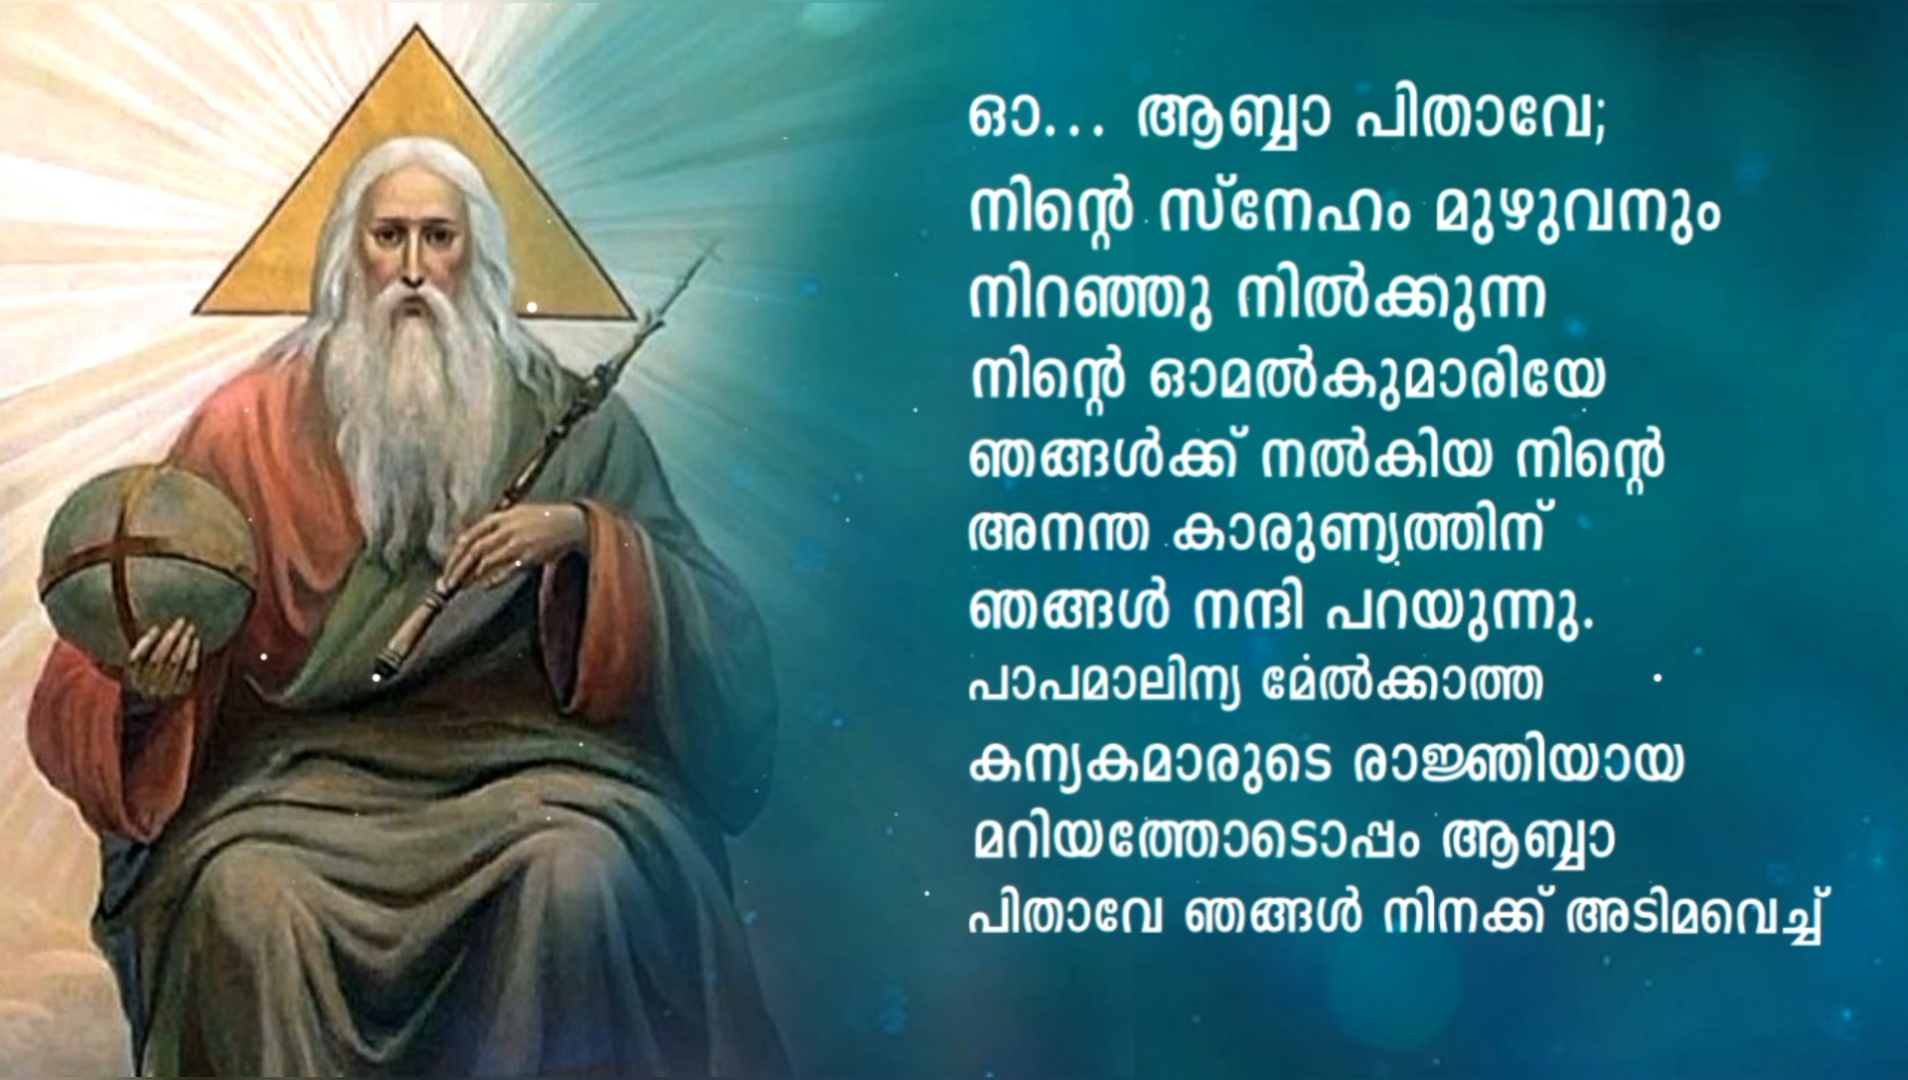 ഓ... ആബ്ബാ പിതാവേ;
നിന്റെ സ്നേഹം മുഴുവനും
നിറഞ്ഞു നിൽക്കുന്ന
നിന്റെ ഓമൽകുമാരിയേ
ഞങ്ങൾക്ക് നൽകിയ നിന്റെ
അനന്ത കാരുണ്യത്തിന്
ഞങ്ങൾ നന്ദി പറയുന്നു.
പാപമാലിന്യ മേൽക്കാത്ത
കന്യകമാരുടെ രാജ്ഞിയായ
മറിയത്തോടൊപ്പം ആബ്ബാ
പിതാവേ ഞങ്ങൾ നിനക്ക് അടിമവെച്ച്